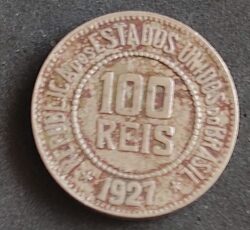 REPUBLICA DOS ESTADOS UNIDOS DO BRASIL
100
REIS
1927